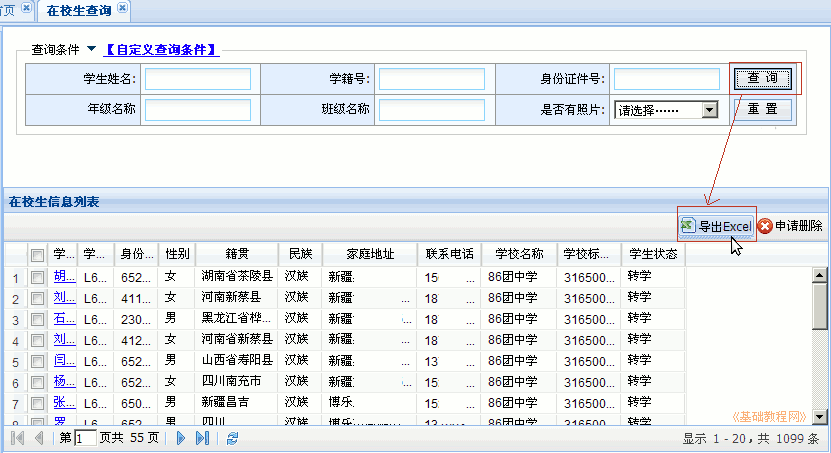 首页 在校生查询
查询条件 【自定义查询条件】
学生姓名: 学籍号: 身份证件号: 查 询
年级名称 班级名称 是否有照片: 请选择…… 重 置
在校生信息列表
导出Excel 申请删除
学... 学... 身份... 性别 籍贯 民族 家庭地址 联系电话 学校名称 学校标... 学生状态
1 胡... L6... 652... 女 湖南省茶陵县 汉族 新疆 15 ... 86团中学 316500... 转学
2 刘... L6... 411... 女 河南新蔡县 汉族 新疆 ... 18 ... 86团中学 316500... 转学
3 石... L6... 230... 男 黑龙江省桦... 汉族 新疆 ... 18 ... 86团中学 316500... 转学
4 刘... L6... 412... 女 河南省新蔡县 汉族 新疆 ... 18 ... 86团中学 316500... 转学
5 闫... L6... 652... 男 山西省寿阳县 汉族 新疆 13 ... 86团中学 316500... 转学
6 杨... L6... 652... 女 四川南充市 汉族 新疆 ... 15 ... 86团中学 316500... 转学
7 张... L6... 650... 男 新疆昌吉 汉族 博乐 15 ... 86团中学 316500... 转学
8 罗... L6... 652... 男 四川 汉族 新疆 13 86团中学 316500... 转学
《基础教程网》
第 1 页共 55 页 显示 1 - 20，共 1099 条